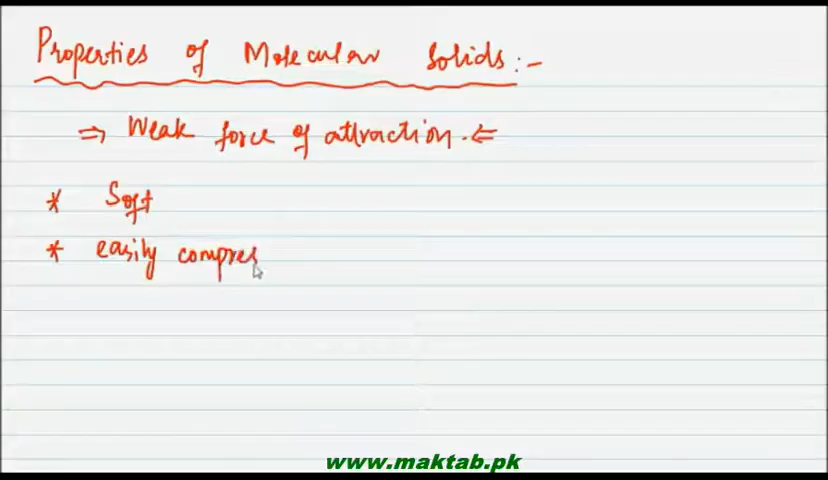 Properties of Molecular Solids:-
⇒ Weak force of attraction. ⇐
* Soft
* easily compres
www.maktab.pk